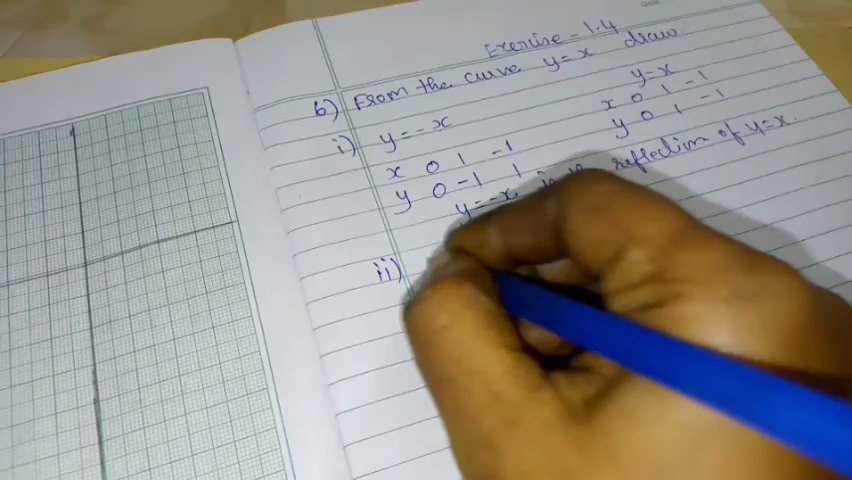 Exercise - 1.4
6) From the curve y=x draw
i) y=-x
y=x
x 0 1 -1
x 0 1 -1
y 0 -1 1
y 0 1 -1
y=-x is reflection of y=x.
ii)